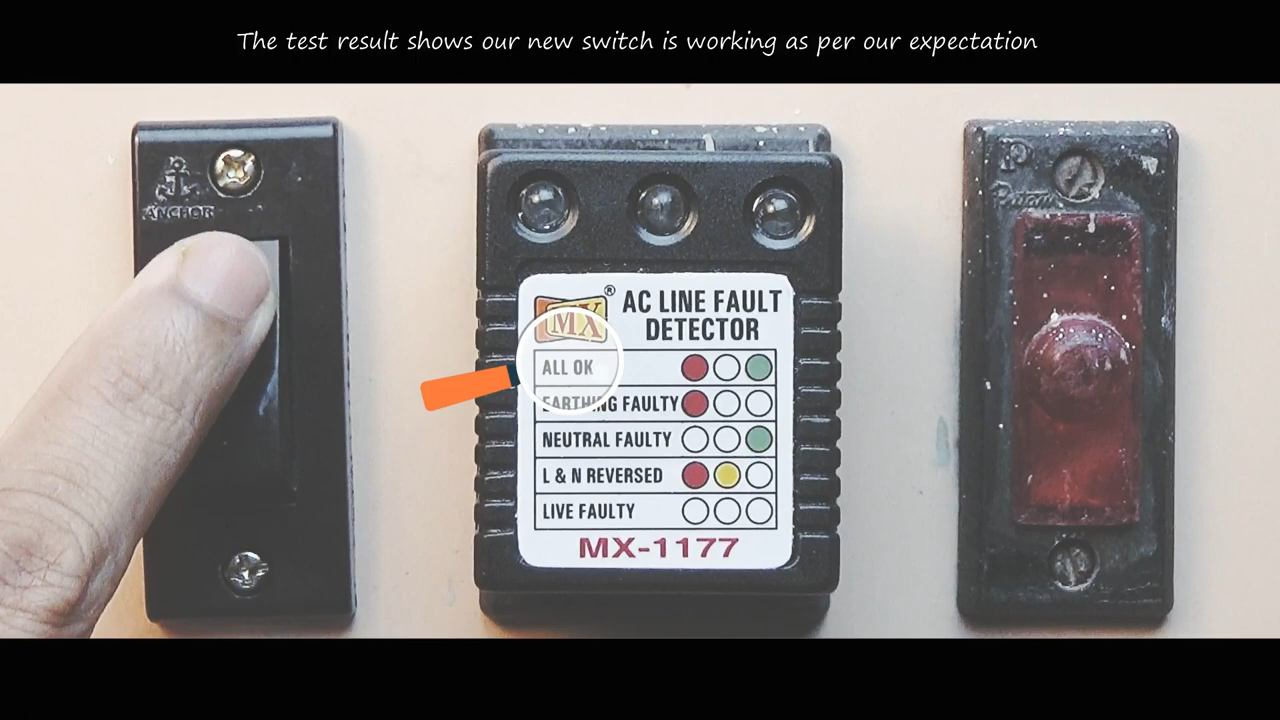 The test result shows our new switch is working as per our expectation
ANCHOR
MX
®
AC LINE FAULT
DETECTOR
ALL OK
EARTHING FAULTY
NEUTRAL FAULTY
L & N REVERSED
LIVE FAULTY
MX-1177
P